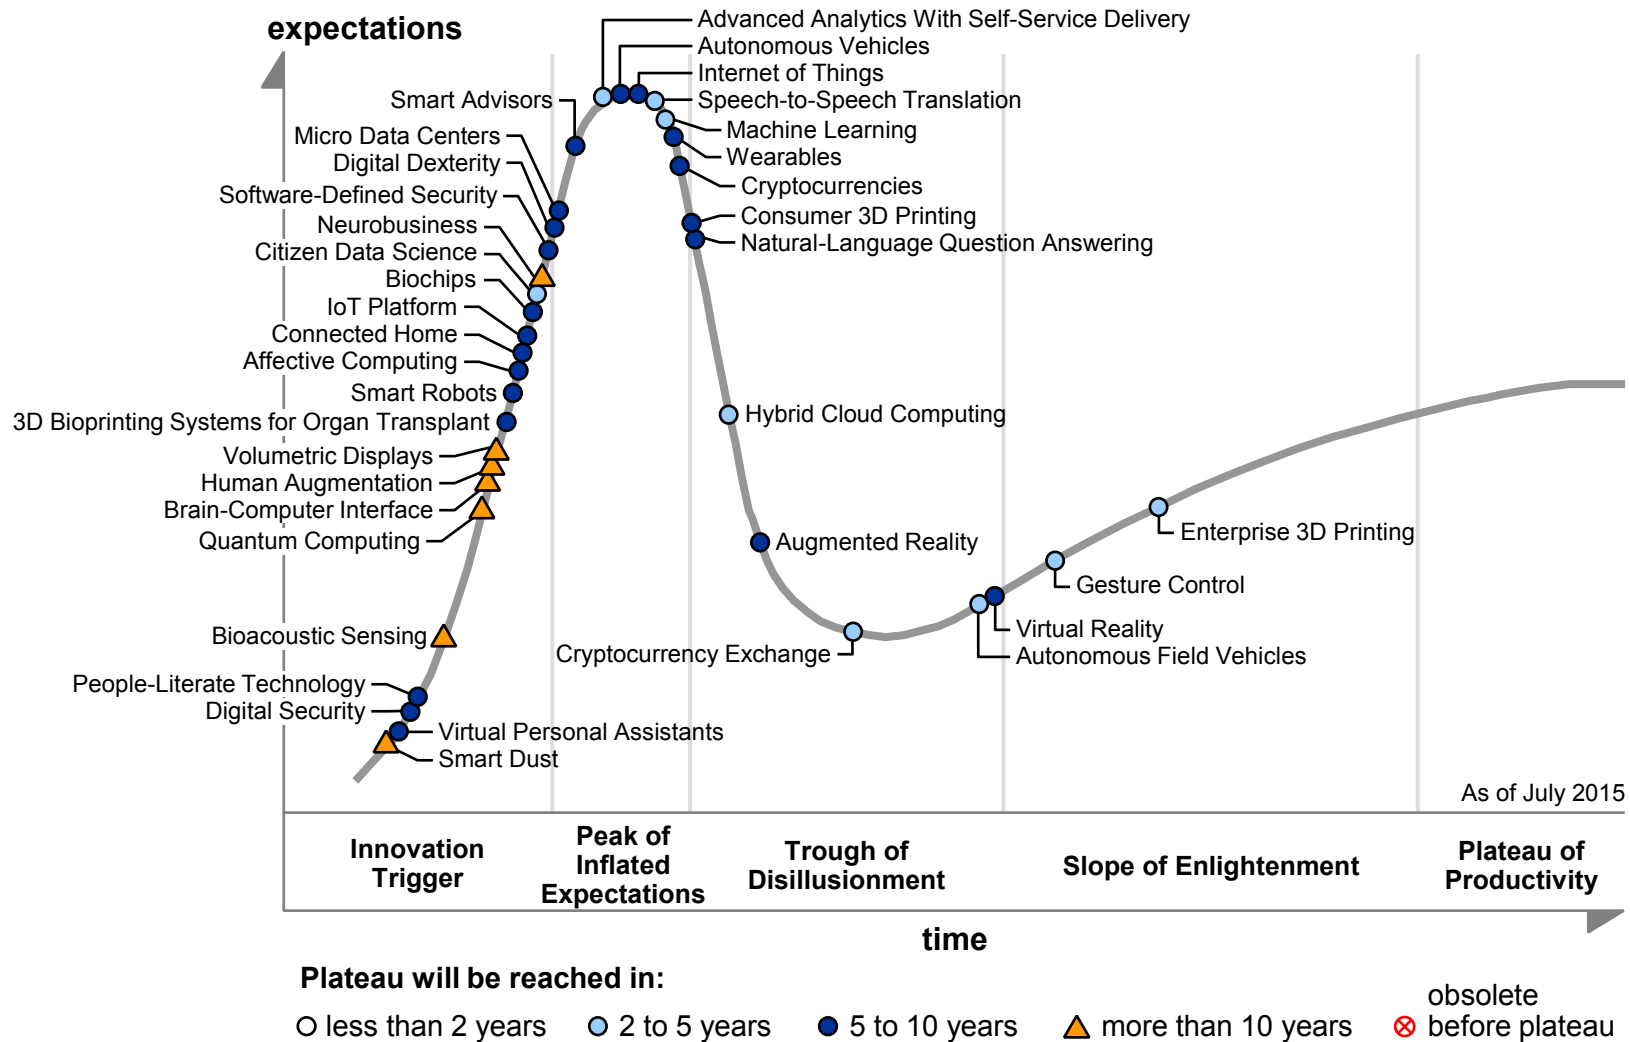 expectations
Advanced Analytics With Self-Service Delivery
Autonomous Vehicles
Internet of Things
Smart Advisors
Speech-to-Speech Translation
Micro Data Centers
Machine Learning
Digital Dexterity
Wearables
Software-Defined Security
Cryptocurrencies
Neurobusiness
Consumer 3D Printing
Citizen Data Science
Natural-Language Question Answering
Biochips
IoT Platform
Connected Home
Affective Computing
Smart Robots
Hybrid Cloud Computing
3D Bioprinting Systems for Organ Transplant
Volumetric Displays
Human Augmentation
Brain-Computer Interface
Quantum Computing
Augmented Reality
Enterprise 3D Printing
Gesture Control
Bioacoustic Sensing
Virtual Reality
Cryptocurrency Exchange
Autonomous Field Vehicles
People-Literate Technology
Digital Security
Virtual Personal Assistants
Smart Dust
As of July 2015
Innovation
Trigger
Peak of
Inflated
Expectations
Trough of
Disillusionment
Slope of Enlightenment
Plateau of
Productivity
time
Plateau will be reached in:
less than 2 years
2 to 5 years
5 to 10 years
more than 10 years
obsolete
before plateau